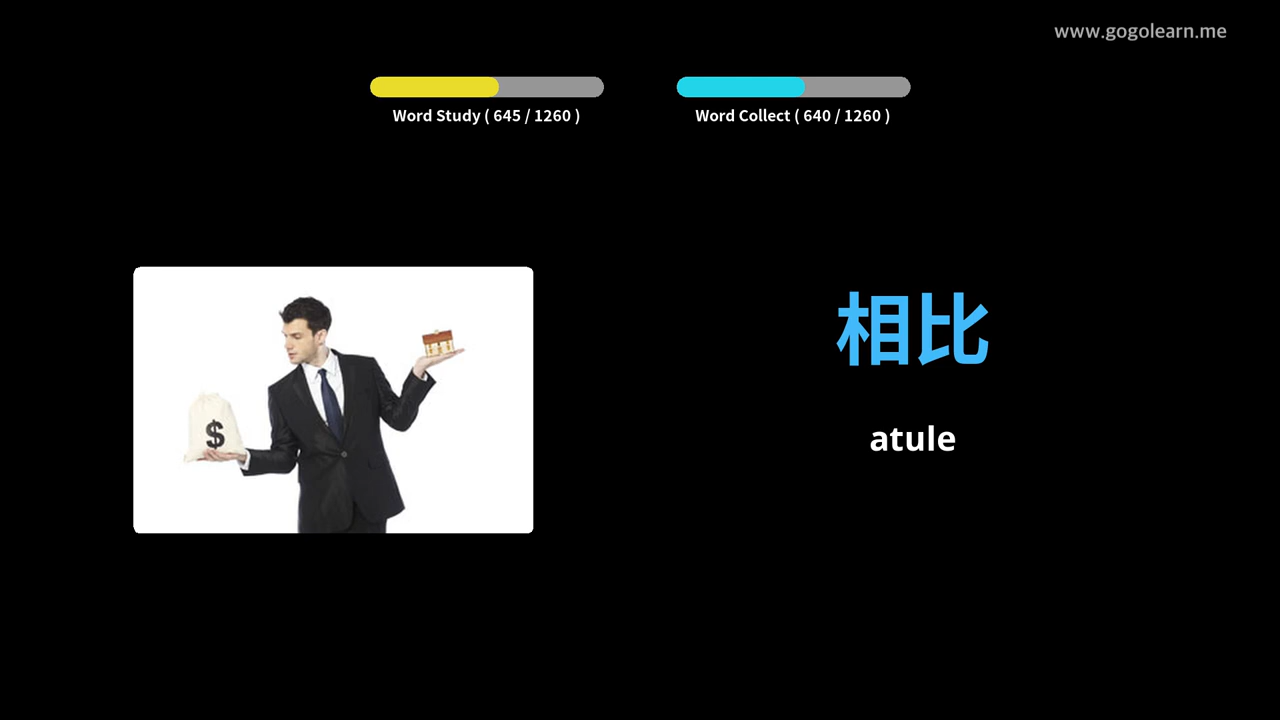 www.gogolearn.me
Word Study ( 645 / 1260 )
Word Collect ( 640 / 1260 )
相比
$
atule